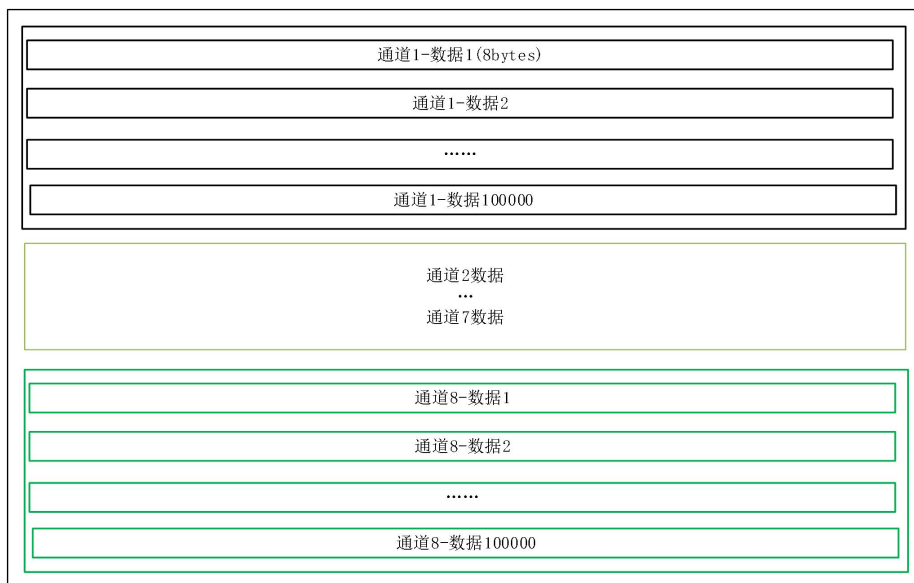 通道1-数据1(8bytes)
通道1-数据2
……
通道1-数据100000
通道2数据
…
通道7数据
通道8-数据1
通道8-数据2
……
通道8-数据100000